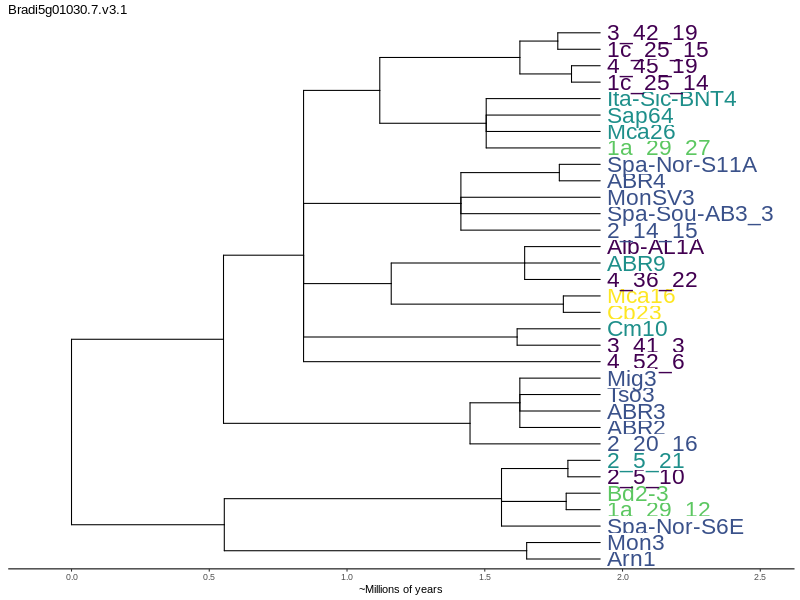 Bradi5g01030.7.v3.1
3_42_19
1c_25_15
4_45_19
1c_25_14
Ita-Sic-BNT4
Sap64
Mca26
1a_29_27
Spa-Nor-S11A
ABR4
MonSV3
Spa-Sou-AB3_3
2_14_15
Alb-AL1A
ABR9
4_36_22
Mca16
Cb23
Cm10
3_41_3
4_52_6
Mig3
Tso3
ABR3
ABR2
2_20_16
2_5_21
2_5_10
Bd2-3
1a_29_12
Spa-Nor-S6E
Mon3
Arn1
0.0 0.5 1.0 1.5 2.0 2.5
~Millions of years